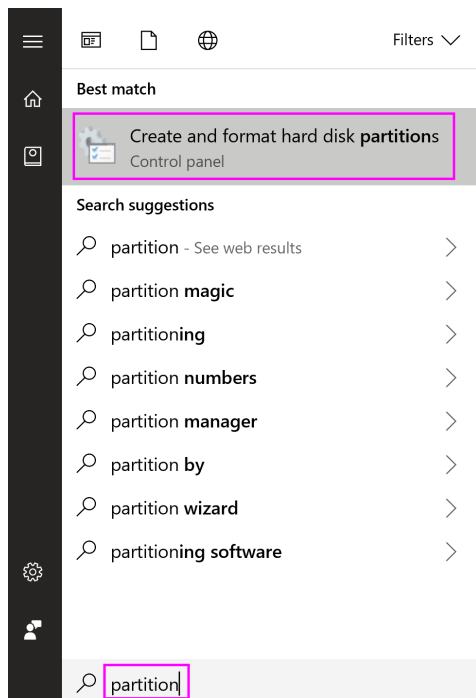 Filters
Best match
Create and format hard disk partitions
Control panel
Search suggestions
partition - See web results
partition magic
partitioning
partition numbers
partition manager
partition by
partition wizard
partitioning software
partition